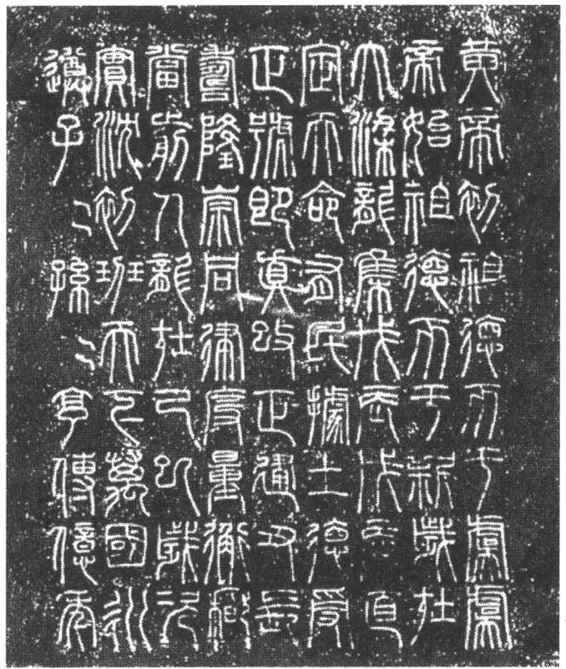 黃帝初祖德帀于虞虞
帝始祖德帀于新歲在
大梁龍集戊辰戊辰直
定天命有民據土德受
正號即真改正建丑長
壽隆崇同律度量衡稽
當前人龍在己巳歲次
實沈初班天下萬國永
遵子〻孫〻亨傳億年